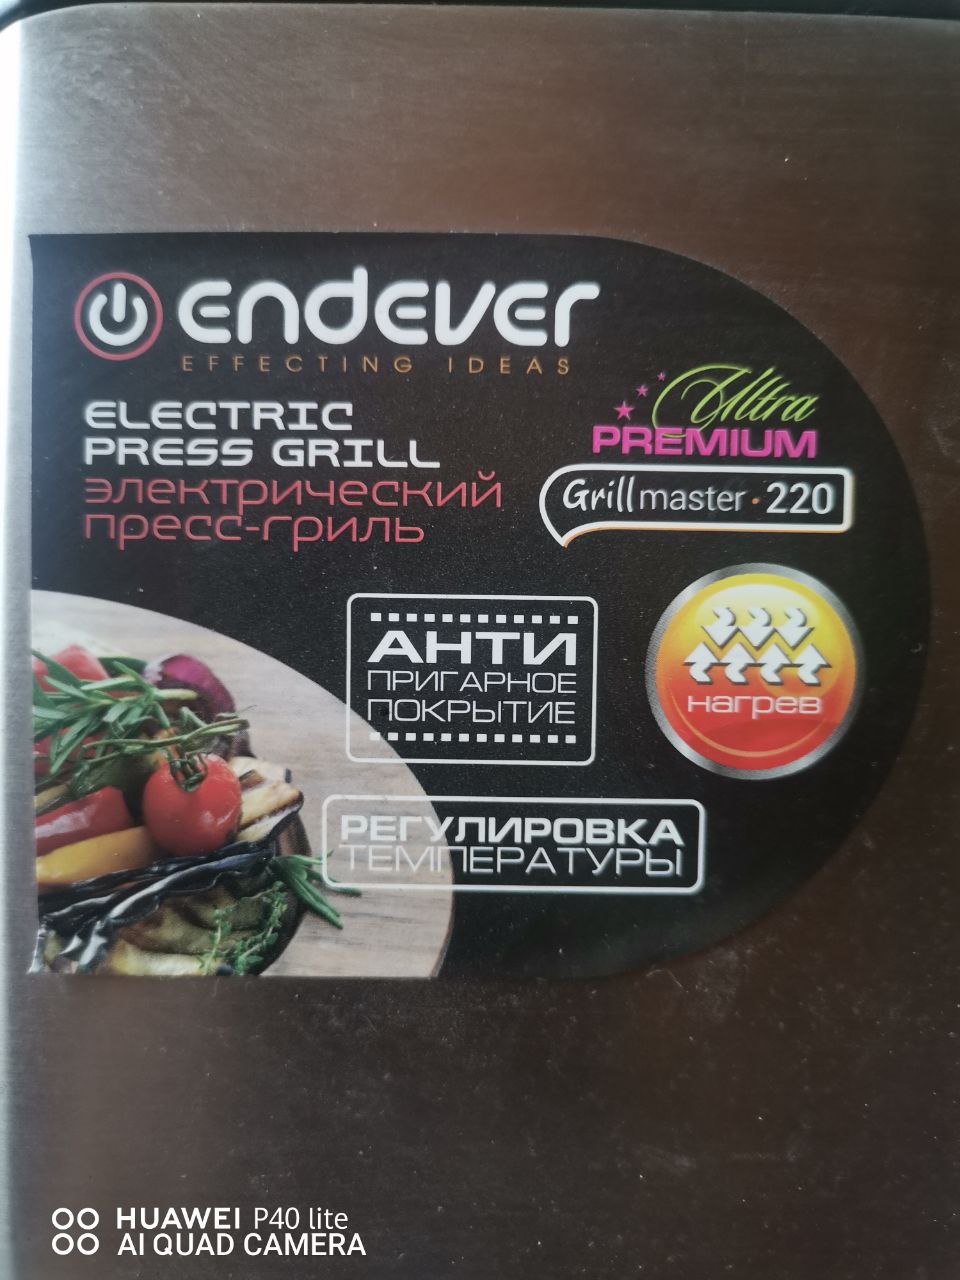 endever
EFFECTING IDEAS
ELECTRIC
PRESS GRILL
электрический
пресс-гриль
Ultra
PREMIUM
Grill master · 220
АНТИ
ПРИГАРНОЕ
ПОКРЫТИЕ
нагрев
РЕГУЛИРОВКА
ТЕМПЕРАТУРЫ
HUAWEI P40 lite
AI QUAD CAMERA